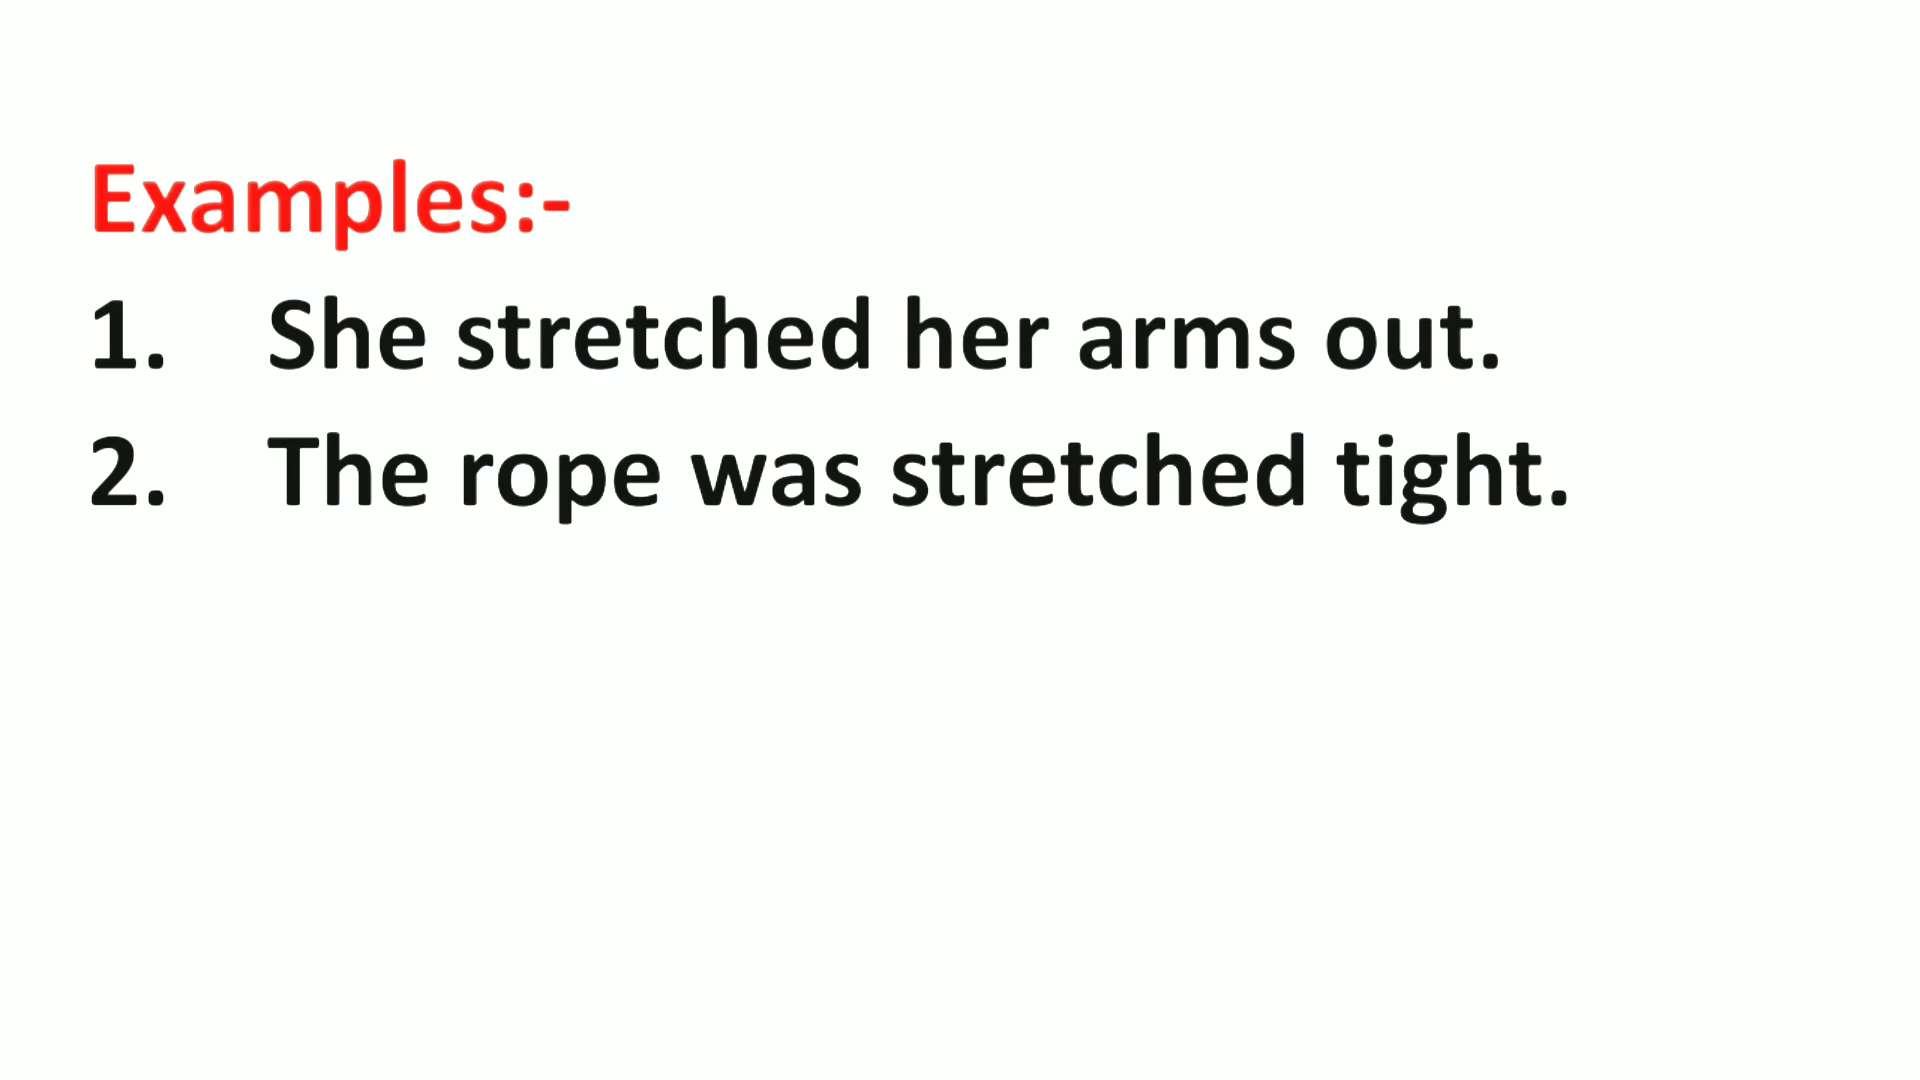 Examples:-
1. She stretched her arms out.
2. The rope was stretched tight.